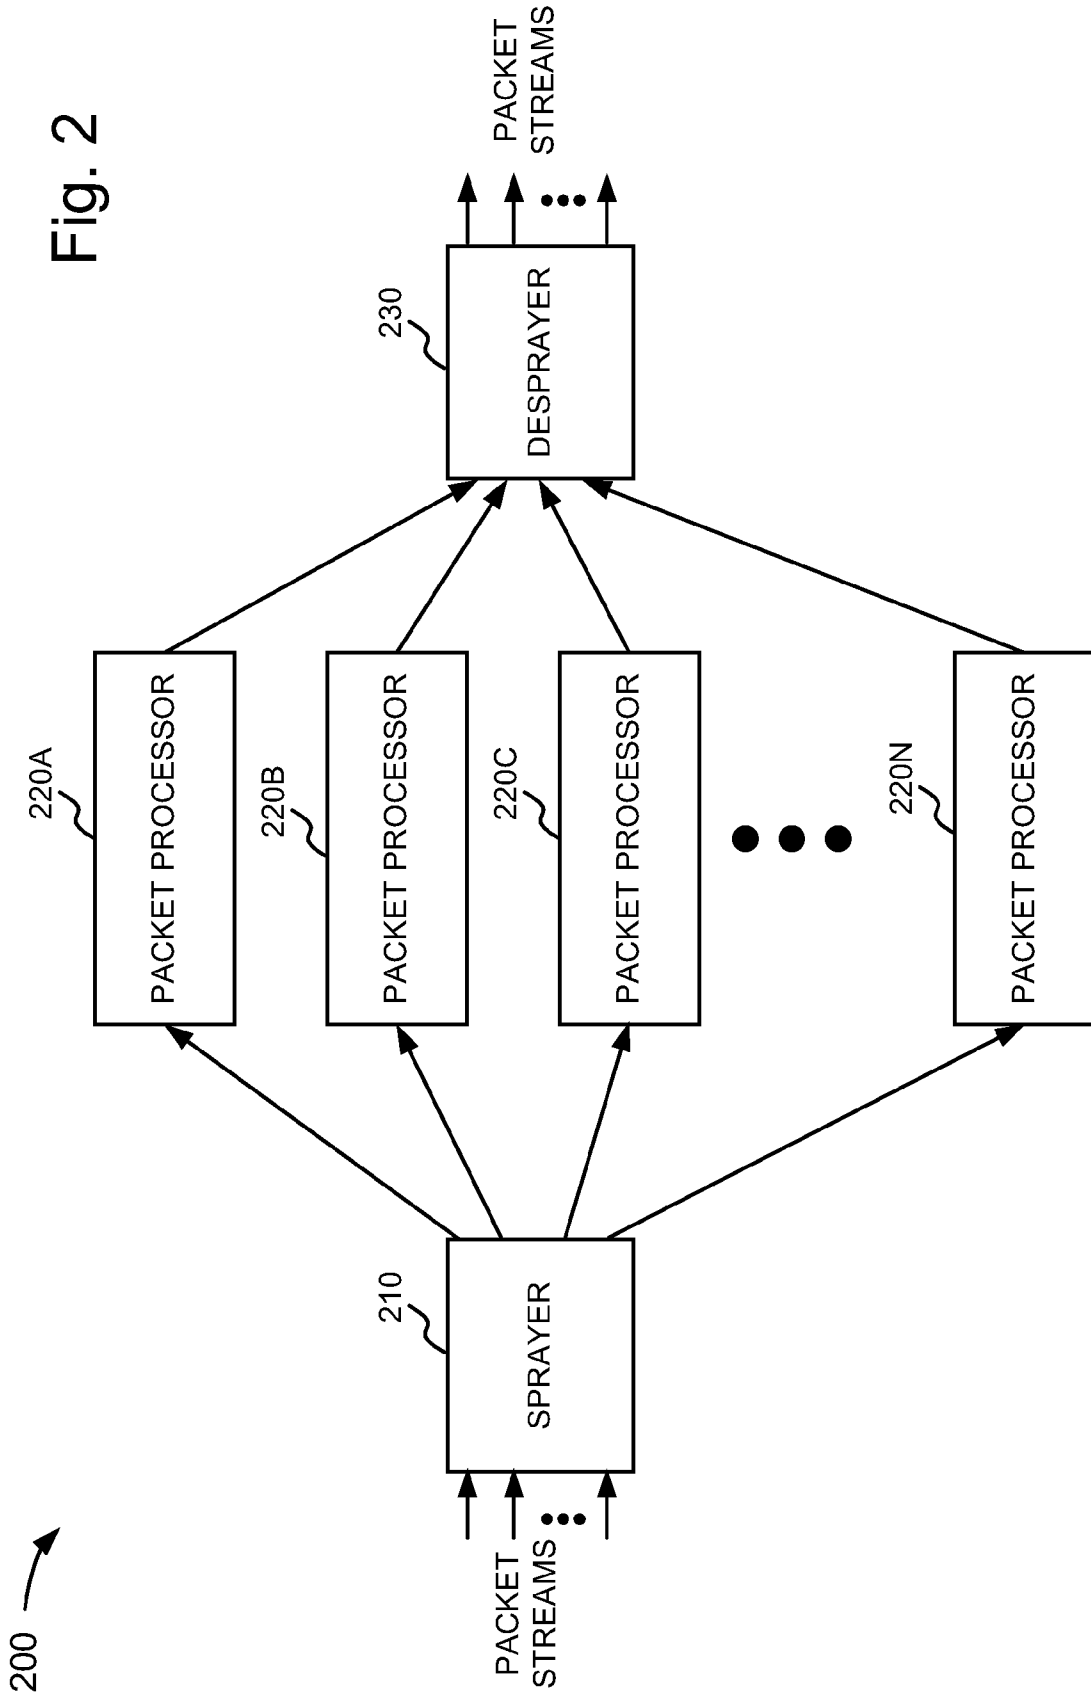 200
Fig. 2
PACKET
STREAMS
210
SPRAYER
220A
PACKET PROCESSOR
220B
PACKET PROCESSOR
220C
PACKET PROCESSOR
220N
PACKET PROCESSOR
230
DESPRAYER
PACKET
STREAMS